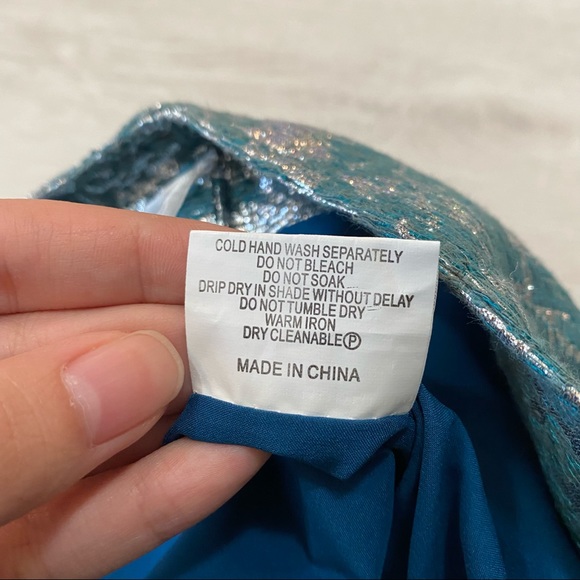 COLD HAND WASH SEPARATELY
DO NOT BLEACH
DO NOT SOAK
DRIP DRY IN SHADE WITHOUT DELAY
DO NOT TUMBLE DRY
WARM IRON
DRY CLEANABLEⓅ
MADE IN CHINA